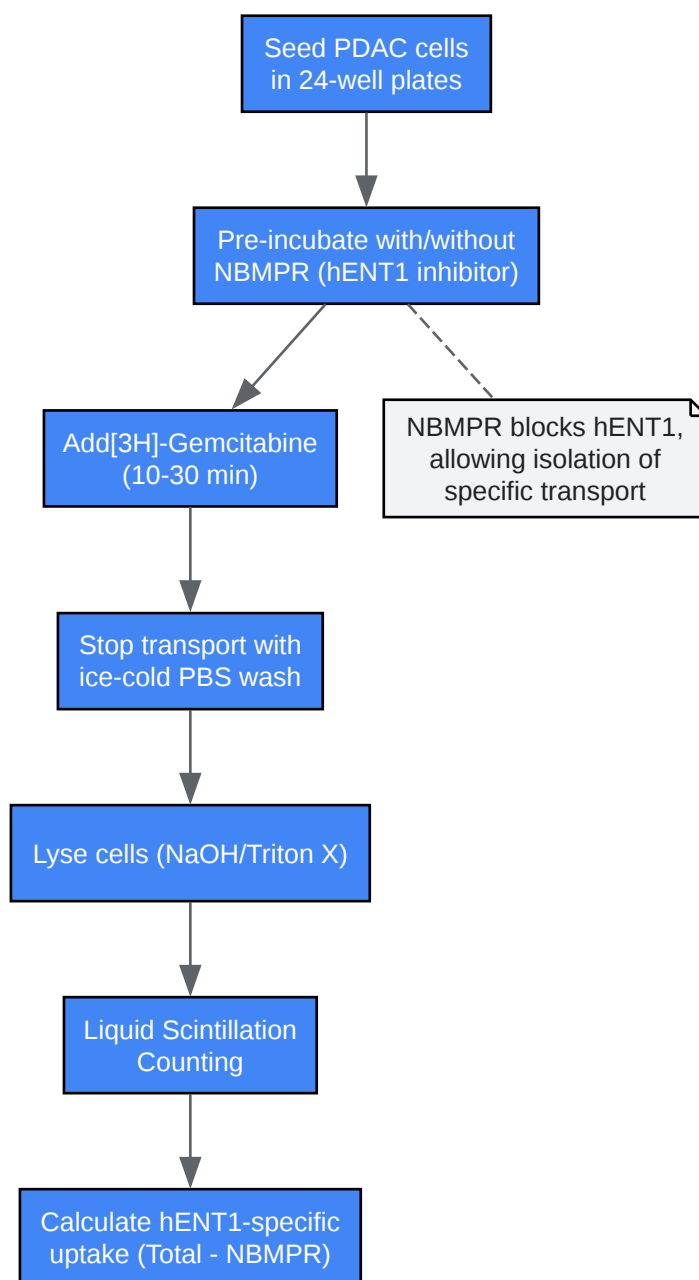 Seed PDAC cells
in 24-well plates
Pre-incubate with/without
NBMPR (hENT1 inhibitor)
Add[3H]-Gemcitabine
(10-30 min)
NBMPR blocks hENT1,
allowing isolation of
specific transport
Stop transport with
ice-cold PBS wash
Lyse cells (NaOH/Triton X)
Liquid Scintillation
Counting
Calculate hENT1-specific
uptake (Total - NBMPR)